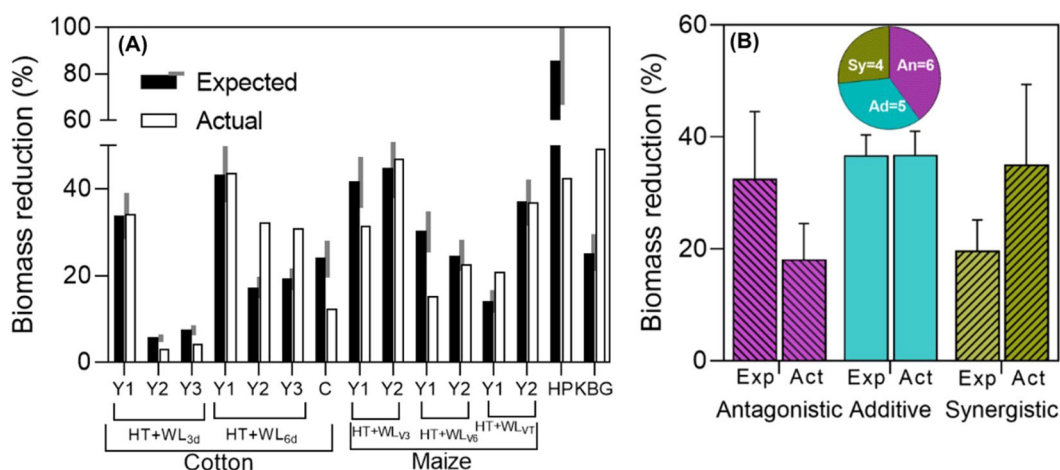 (A)
Biomass reduction (%)
100
80
60
40
20
0
Expected
Actual
Y1 Y2 Y3 Y1 Y2 Y3 C Y1 Y2 Y1 Y2 Y1 Y2 HP KBG
HT+WL3d HT+WL6d HT+WLV3 HT+WLV6 HT+WLVT
Cotton Maize
(B)
Biomass reduction (%)
60
40
20
0
Sy=4 An=6
Ad=5
Exp Act Exp Act Exp Act
Antagonistic Additive Synergistic